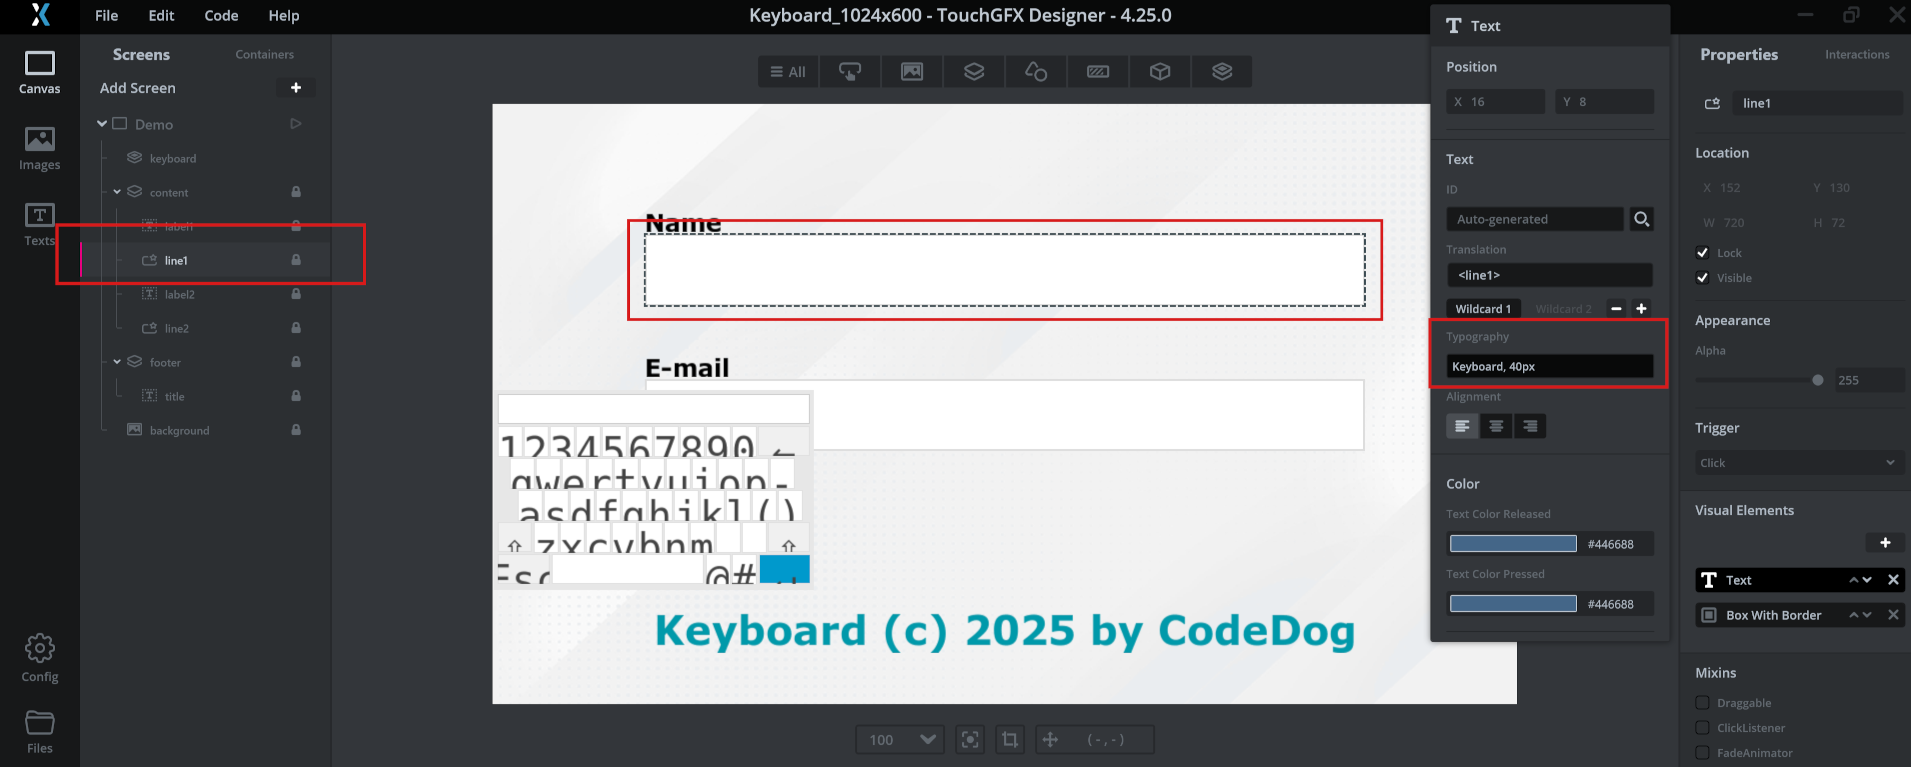 File Edit Code Help
Keyboard_1024x600 - TouchGFX Designer - 4.25.0
Canvas
Images
Texts
Config
Files
Screens Containers
Add Screen +
Demo
keyboard
content
label1
line1
label2
line2
footer
title
background
All
Name
E-mail
1234567890 ←
qwertyuiop-
asdfghjkl()
⇧ zxcvbnm ⇧
Esc @#
Keyboard (c) 2025 by CodeDog
100 (-,-)
T Text
Position
X 16 Y 8
Text
ID
Auto-generated
Translation
<line1>
Wildcard 1 Wildcard 2 - +
Typography
Keyboard, 40px
Alignment
Color
Text Color Released
#446688
Text Color Pressed
#446688
Properties Interactions
line1
Location
X 152 Y 130
W 720 H 72
Lock
Visible
Appearance
Alpha
255
Trigger
Click
Visual Elements
+
T Text
Box With Border
Mixins
Draggable
ClickListener
FadeAnimator